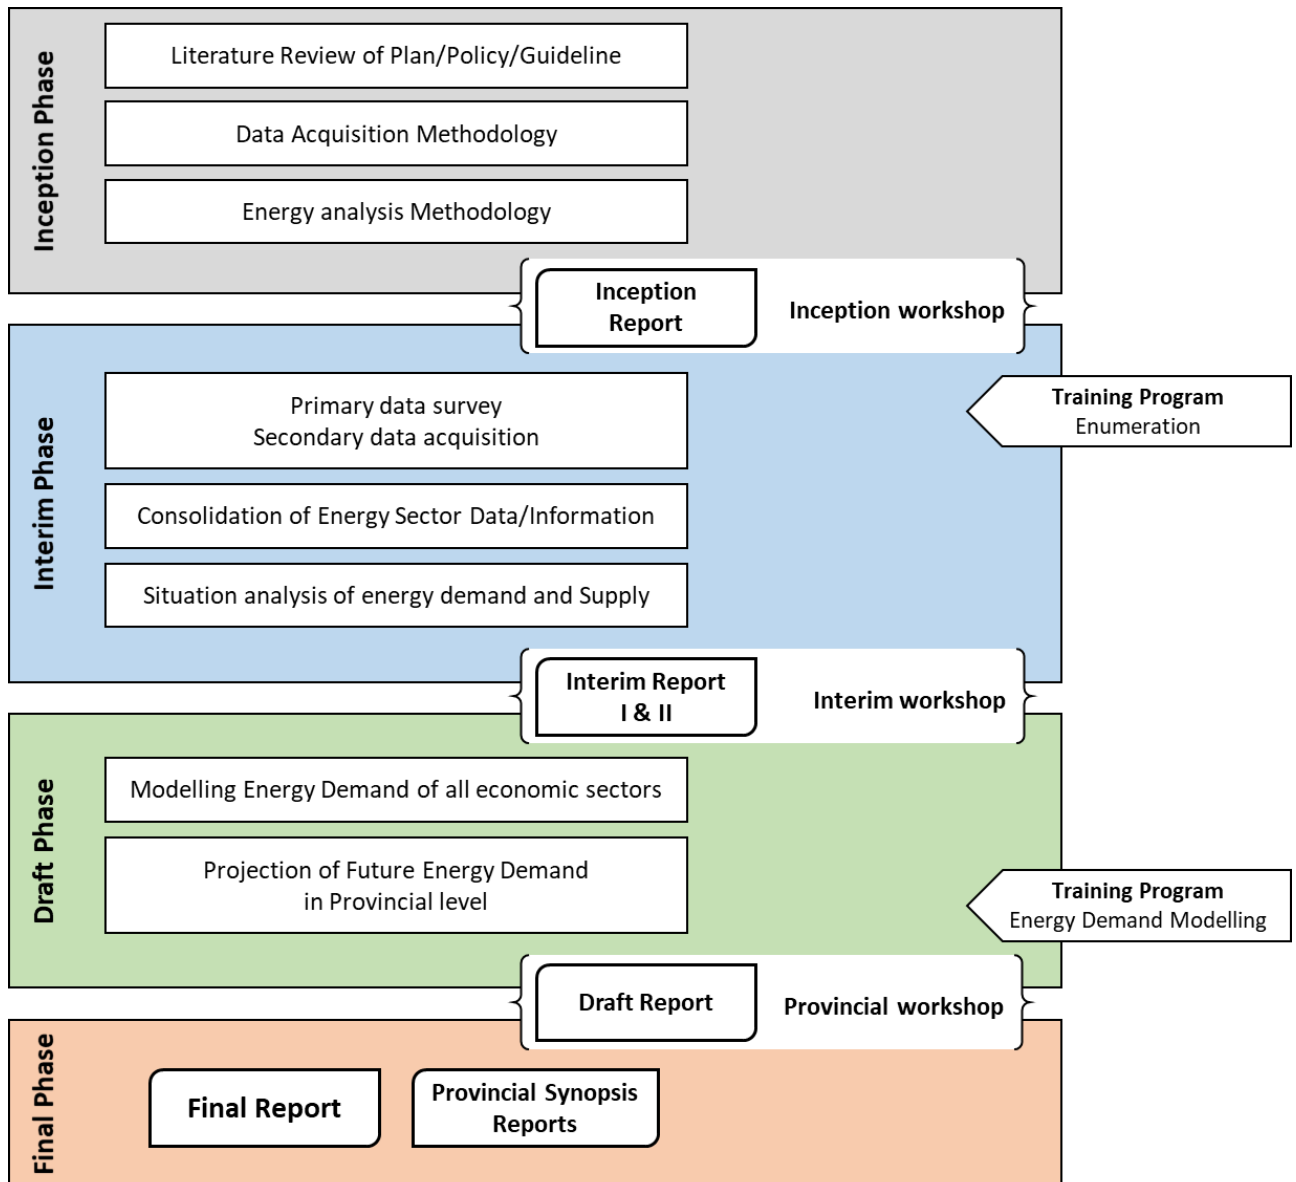 Inception Phase
Literature Review of Plan/Policy/Guideline
Data Acquisition Methodology
Energy analysis Methodology
Inception
Report
Inception workshop
Interim Phase
Training Program
Enumeration
Primary data survey
Secondary data acquisition
Consolidation of Energy Sector Data/Information
Situation analysis of energy demand and Supply
Interim Report
I & II
Interim workshop
Draft Phase
Modelling Energy Demand of all economic sectors
Projection of Future Energy Demand
in Provincial level
Training Program
Energy Demand Modelling
Draft Report
Provincial workshop
Final Phase
Final Report
Provincial Synopsis
Reports